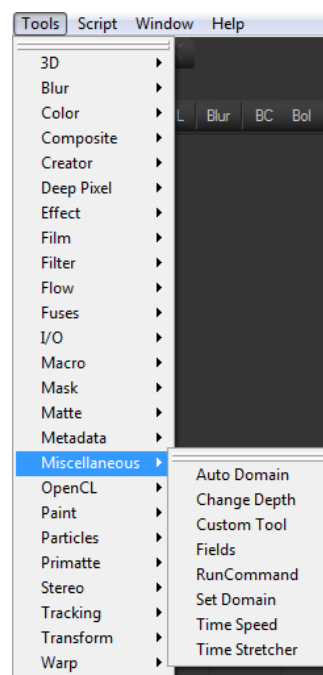 Tools Script Window Help
3D
Blur
Color
L Blur BC Bol
Composite
Creator
Deep Pixel
Effect
Film
Filter
Flow
Fuses
I/O
Macro
Mask
Matte
Metadata
Miscellaneous
OpenCL
Paint
Particles
Primatte
Stereo
Tracking
Transform
Warp
Auto Domain
Change Depth
Custom Tool
Fields
RunCommand
Set Domain
Time Speed
Time Stretcher